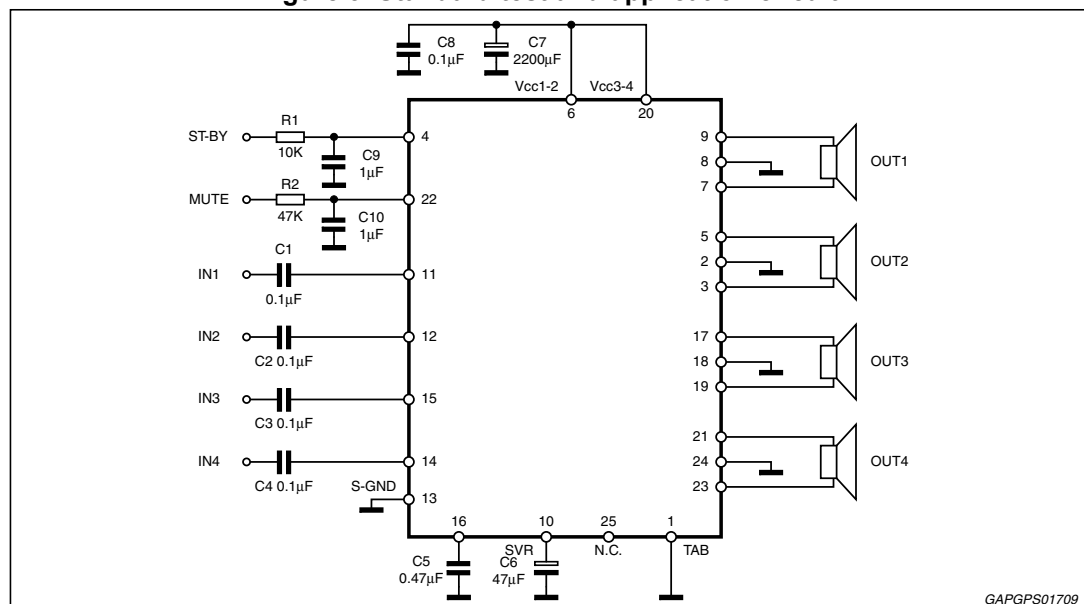 C8
0.1µF
C7
2200µF
Vcc1-2
Vcc3-4
6
20
ST-BY
R1
10K
C9
1µF
4
MUTE
R2
47K
C10
1µF
22
IN1
C1
0.1µF
11
IN2
C2 0.1µF
12
IN3
C3 0.1µF
15
IN4
C4 0.1µF
14
S-GND
13
9
8
7
OUT1
5
2
3
OUT2
17
18
19
OUT3
21
24
23
OUT4
16
10
25
1
SVR
N.C.
TAB
C5
0.47µF
C6
47µF
GAPGPS01709